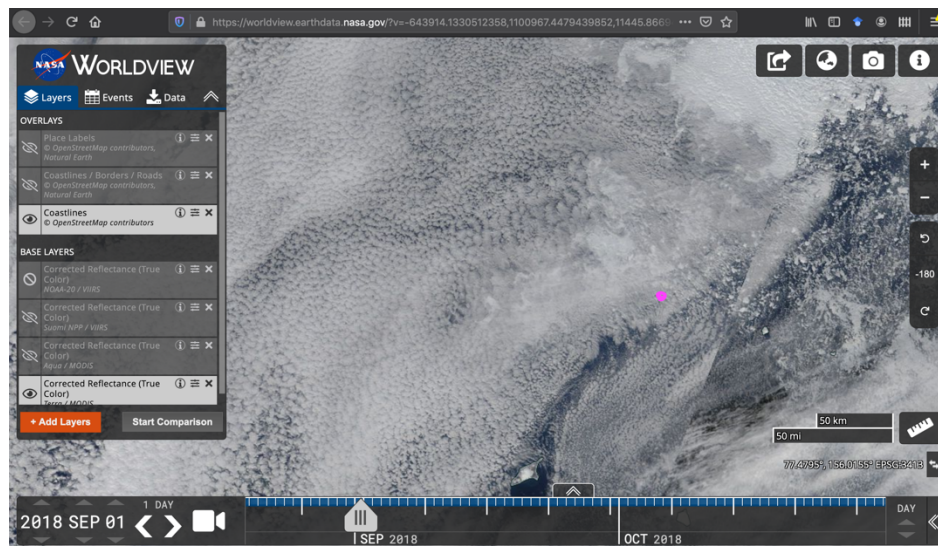 https://worldview.earthdata.nasa.gov/?v=-643914.1330512358,1100967.4479439852,11445.8669
NASA WORLDVIEW
Layers Events Data
OVERLAYS
Place Labels
© OpenStreetMap contributors,
Natural Earth
Coastlines / Borders / Roads
© OpenStreetMap contributors,
Natural Earth
Coastlines
© OpenStreetMap contributors
BASE LAYERS
Corrected Reflectance (True
Color)
NOAA-20 / VIIRS
Corrected Reflectance (True
Color)
Suomi NPP / VIIRS
Corrected Reflectance (True
Color)
Aqua / MODIS
Corrected Reflectance (True
Color)
Terra / MODIS
+ Add Layers Start Comparison
-180
50 km
50 mi
77.4795°, 156.0155° EPSG:3413
1 DAY
2018 SEP 01
SEP 2018
OCT 2018
DAY